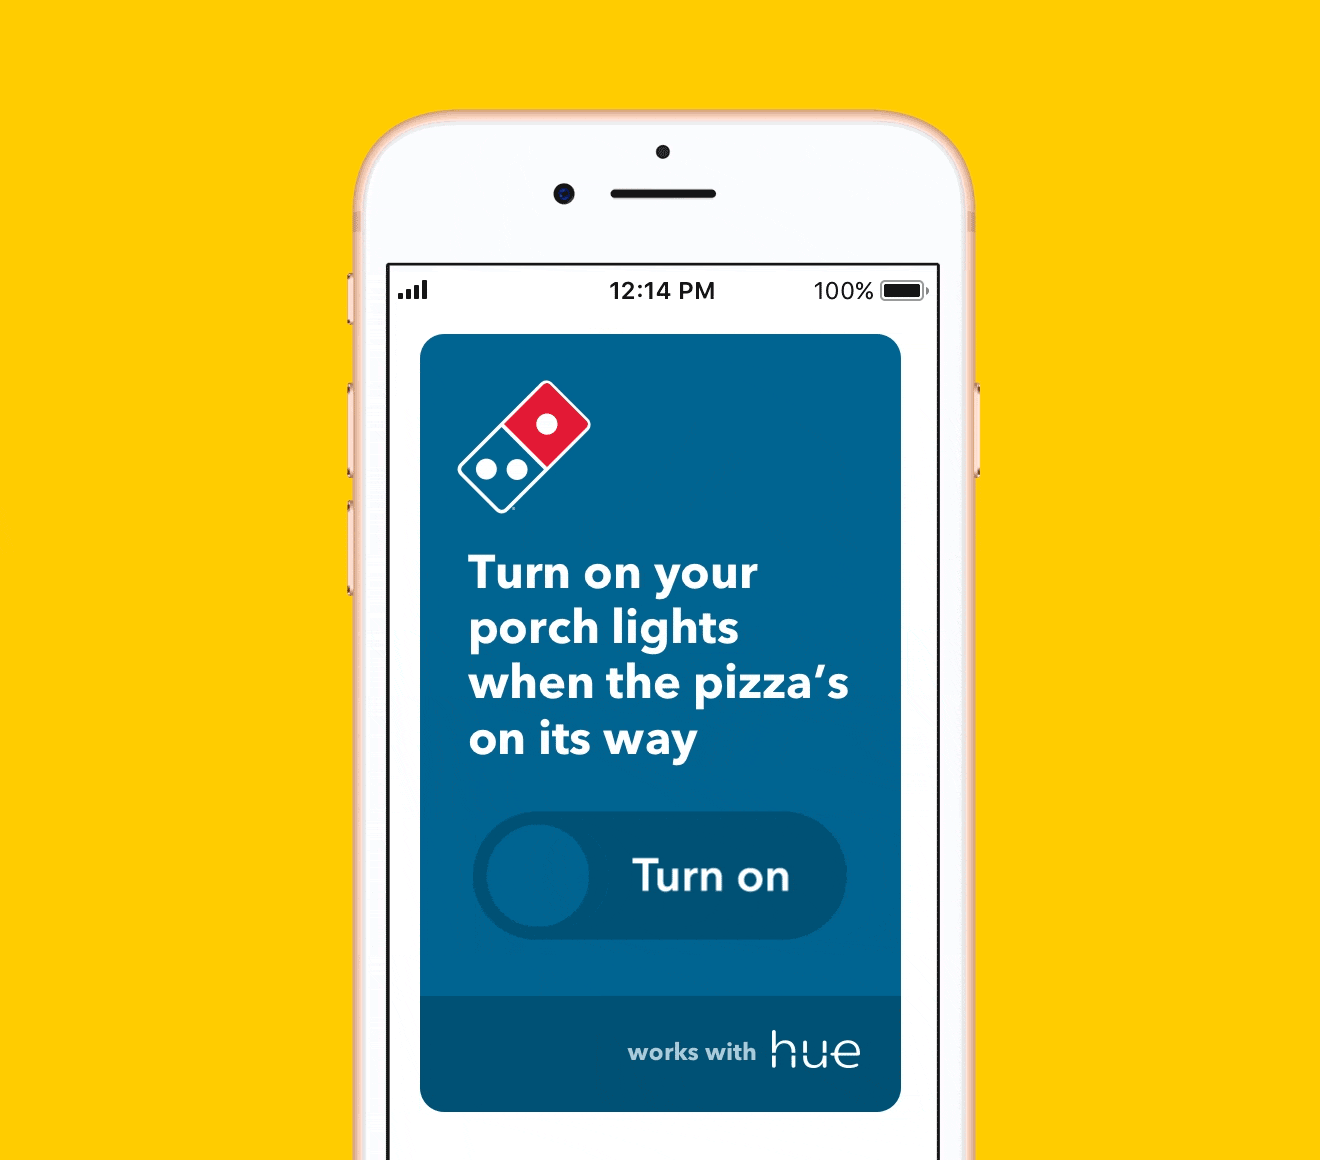 12:14 PM 100%
Turn on your
porch lights
when the pizza’s
on its way
Turn on
works with hue